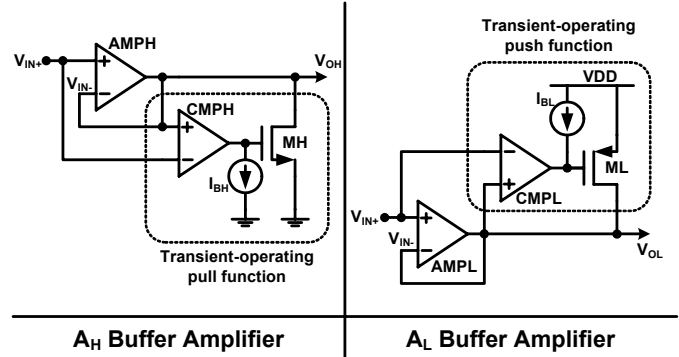 AMPH
V_IN+
V_IN-
V_OH
CMPH
MH
I_BH
Transient-operating
pull function
A_H Buffer Amplifier
Transient-operating
push function
VDD
I_BL
ML
CMPL
V_IN+
V_IN-
AMPL
V_OL
A_L Buffer Amplifier